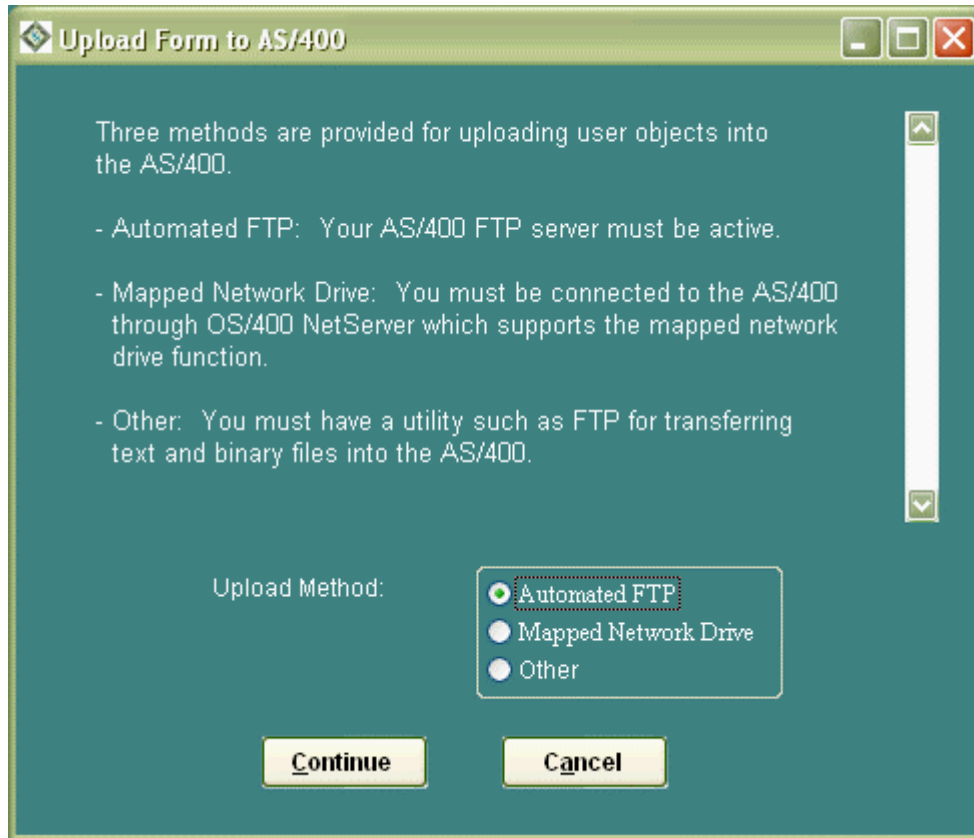 Upload Form to AS/400
Three methods are provided for uploading user objects into
the AS/400.
- Automated FTP:  Your AS/400 FTP server must be active.
- Mapped Network Drive:  You must be connected to the AS/400
through OS/400 NetServer which supports the mapped network
drive function.
- Other:  You must have a utility such as FTP for transferring
text and binary files into the AS/400.
Upload Method:
Automated FTP
Mapped Network Drive
Other
Continue
Cancel